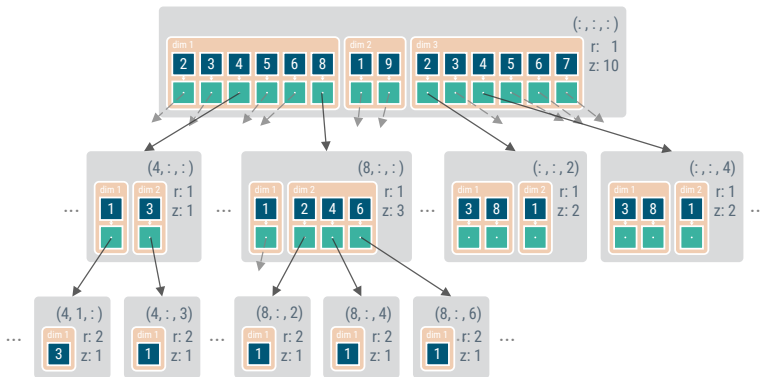 (:,:,:)
dim 1 dim 2 dim 3
r: 1
2 3 4 5 6 8 1 9 2 3 4 5 6 7
z: 10
(4,:,:) (8,:,:) (:,:,2) (:,:,4)
dim 1 dim 2 r: 1 dim 1 dim 2 r: 1 dim 1 dim 2 r: 1 dim 1 dim 2 r: 1
... 1 3 z: 1 ... 1 2 4 6 z: 3 ... 3 8 1 z: 2 3 8 1 z: 2 ..
(4,1,:) (4,:,3) (8,:,2) (8,:,4) (8,:,6)
... dim 1 r: 2 dim 1 r: 2 ... dim 1 r: 2 dim 1 r: 2 dim 1 .r: 2 ...
3 z: 1 1 z: 1 1 z: 1 1 z: 1 1 z: 1